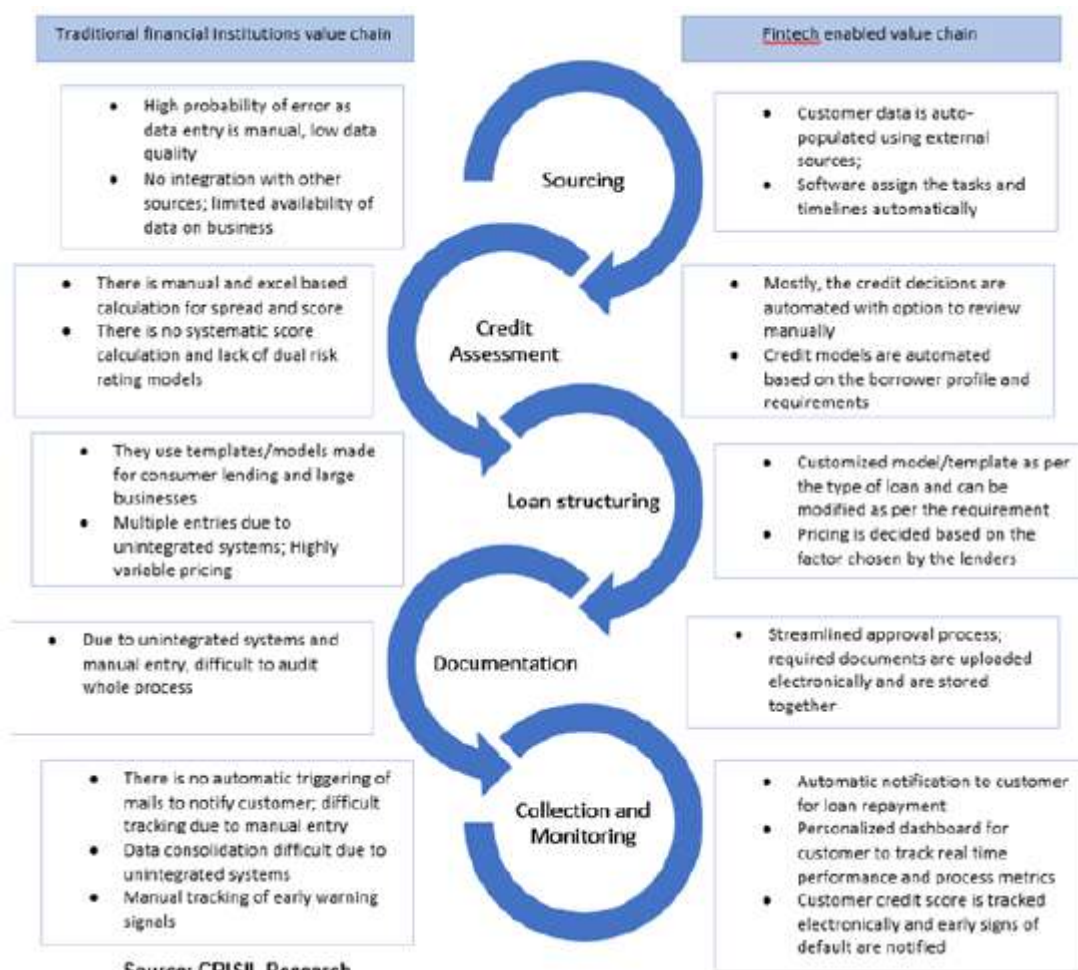 Traditional financial Institutions value chain
Fintech enabled value chain
• High probability of error as
data entry is manual, low data
quality
• No integration with other
sources; limited availability of
data on business
Sourcing
• Customer data is auto-
populated using external
sources;
• Software assign the tasks and
timelines automatically
• There is manual and excel based
calculation for spread and score
• There is no systematic score
calculation and lack of dual risk
rating models
Credit
Assessment
• Mostly, the credit decisions are
automated with option to review
manually
• Credit models are automated
based on the borrower profile and
requirements
• They use templates/models made
for consumer lending and large
businesses
• Multiple entries due to
unintegrated systems; Highly
variable pricing
Loan structuring
• Customized model/template as per
the type of loan and can be
modified as per the requirement
• Pricing is decided based on the
factor chosen by the lenders
• Due to unintegrated systems and
manual entry, difficult to audit
whole process
Documentation
• Streamlined approval process;
required documents are uploaded
electronically and are stored
together
• There is no automatic triggering of
mails to notify customer; difficult
tracking due to manual entry
• Data consolidation difficult due to
unintegrated systems
• Manual tracking of early warning
signals
Collection and
Monitoring
• Automatic notification to customer
for loan repayment
• Personalized dashboard for
customer to track real time
performance and process metrics
• Customer credit score is tracked
electronically and early signs of
default are notified
Source: CRISIL Research